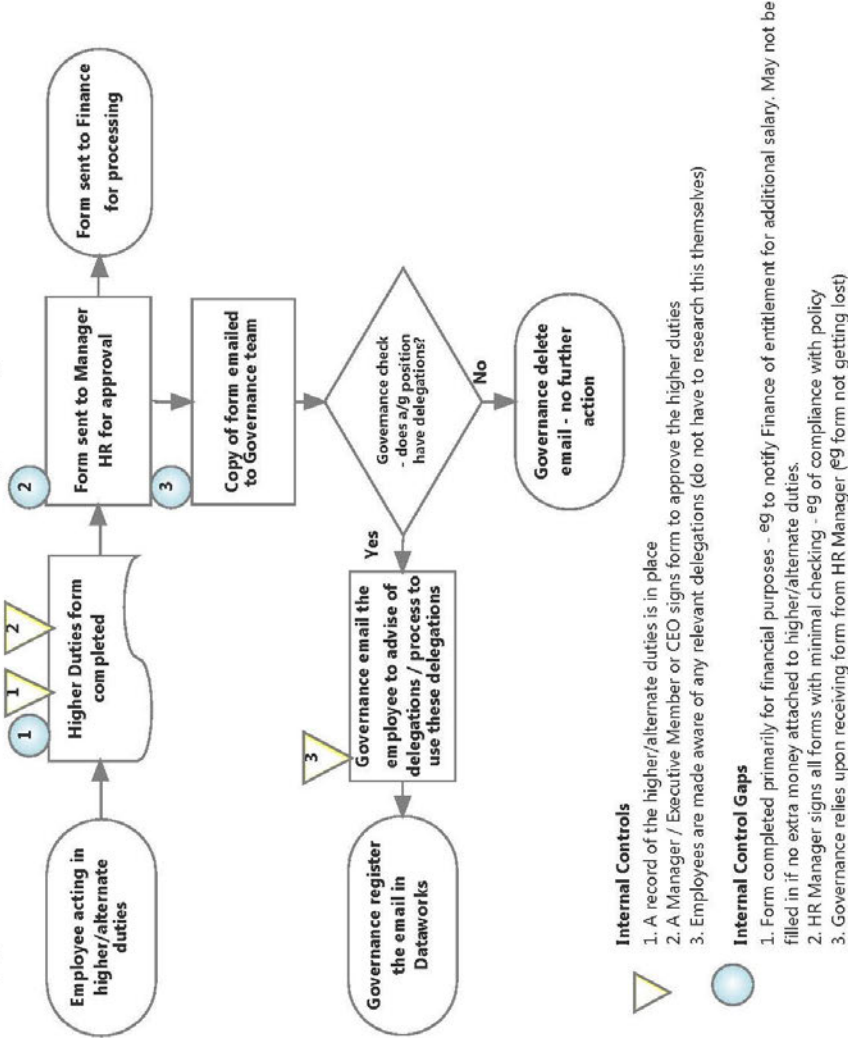 Employee acting in
higher/alternate
duties
1
1
2
Higher Duties form
completed
2
Form sent to Manager
HR for approval
Form sent to Finance
for processing
3
Copy of form emailed
to Governance team
Governance check
- does a/g position
have delegations?
Yes
No
3
Governance email the
employee to advise of
delegations / process to
use these delegations
Governance register
the email in
Dataworks
Governance delete
email - no further
action
Internal Controls
1. A record of the higher/alternate duties is in place
2. A Manager / Executive Member or CEO signs form to approve the higher duties
3. Employees are made aware of any relevant delegations (do not have to research this themselves)
Internal Control Gaps
1. Form completed primarily for financial purposes - eg to notify Finance of entitlement for additional salary. May not be
filled in if no extra money attached to higher/alternate duties.
2. HR Manager signs all forms with minimal checking - eg of compliance with policy
3. Governance relies upon receiving form from HR Manager (eg form not getting lost)